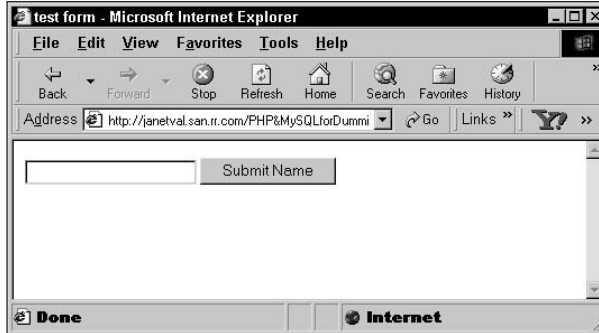 test form - Microsoft Internet Explorer
File Edit View Favorites Tools Help
Back Forward Stop Refresh Home Search Favorites History »
Address http://janetval.san.rr.com/PHP&MySQLforDummi Go Links » Y! »
Submit Name
Done Internet